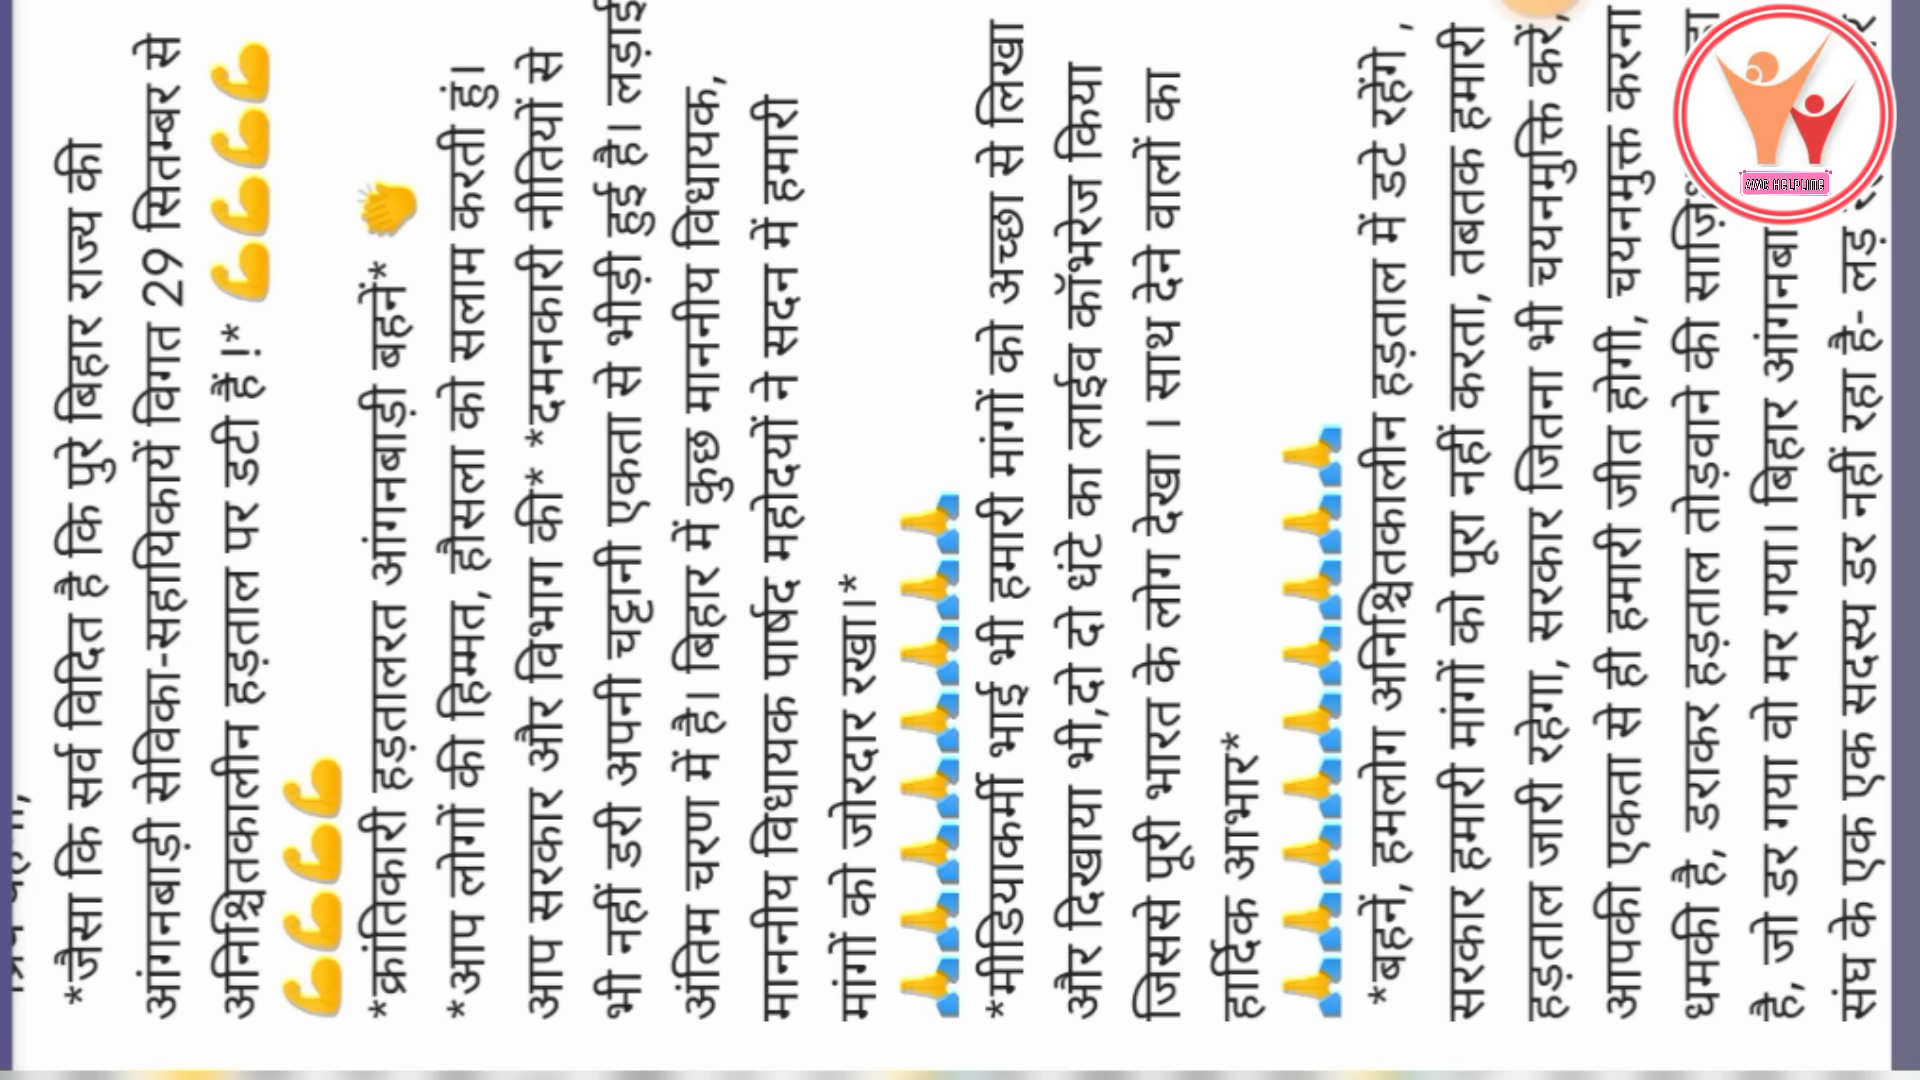 *जैसा कि सर्व विदित है कि पुरे बिहार राज्य की
आंगनबाड़ी सेविका-सहायिकायें विगत 29 सितम्बर से
अनिश्चितकालीन हड़ताल पर डटी हैं !* 💪💪💪💪
💪💪💪💪
*क्रांतिकारी हड़तालरत आंगनबाड़ी बहनें* 👏
*आप लोगों की हिम्मत, हौसला को सलाम करती हुं।
आप सरकार और विभाग की* *दमनकारी नीतियों से
भी नहीं डरी अपनी चट्टानी एकता से भीड़ी हुई है। लड़ाई
अंतिम चरण में है। बिहार में कुछ माननीय विधायक,
माननीय विधायक पार्षद महोदयों ने सदन में हमारी
मांगों को जोरदार रखा।*
🙏🙏🙏🙏🙏🙏🙏🙏
*मीडियाकर्मी भाई भी हमारी मांगों को अच्छा से लिखा
और दिखाया भी,दो दो घंटे का लाईव कॉभरेज किया
जिससे पूरी भारत के लोग देखा । साथ देने वालों का
हार्दिक आभार*
🙏🙏🙏🙏🙏🙏🙏🙏🙏
*बहनें, हमलोग अनिश्चितकालीन हड़ताल में डटे रहेंगे ,
सरकार हमारी मांगों को पूरा नहीं करता, तबतक हमारी
हड़ताल जारी रहेगा, सरकार जितना भी चयनमुक्ति करें,
आपकी एकता से ही हमारी जीत होगी, चयनमुक्त करना
धमकी है, डराकर हड़ताल तोड़वाने की
है, जो डर गया वो मर गया। बिहार
संघ के एक एक सदस्य डर नहीं रहा है- लड़
AWC HELPLINE